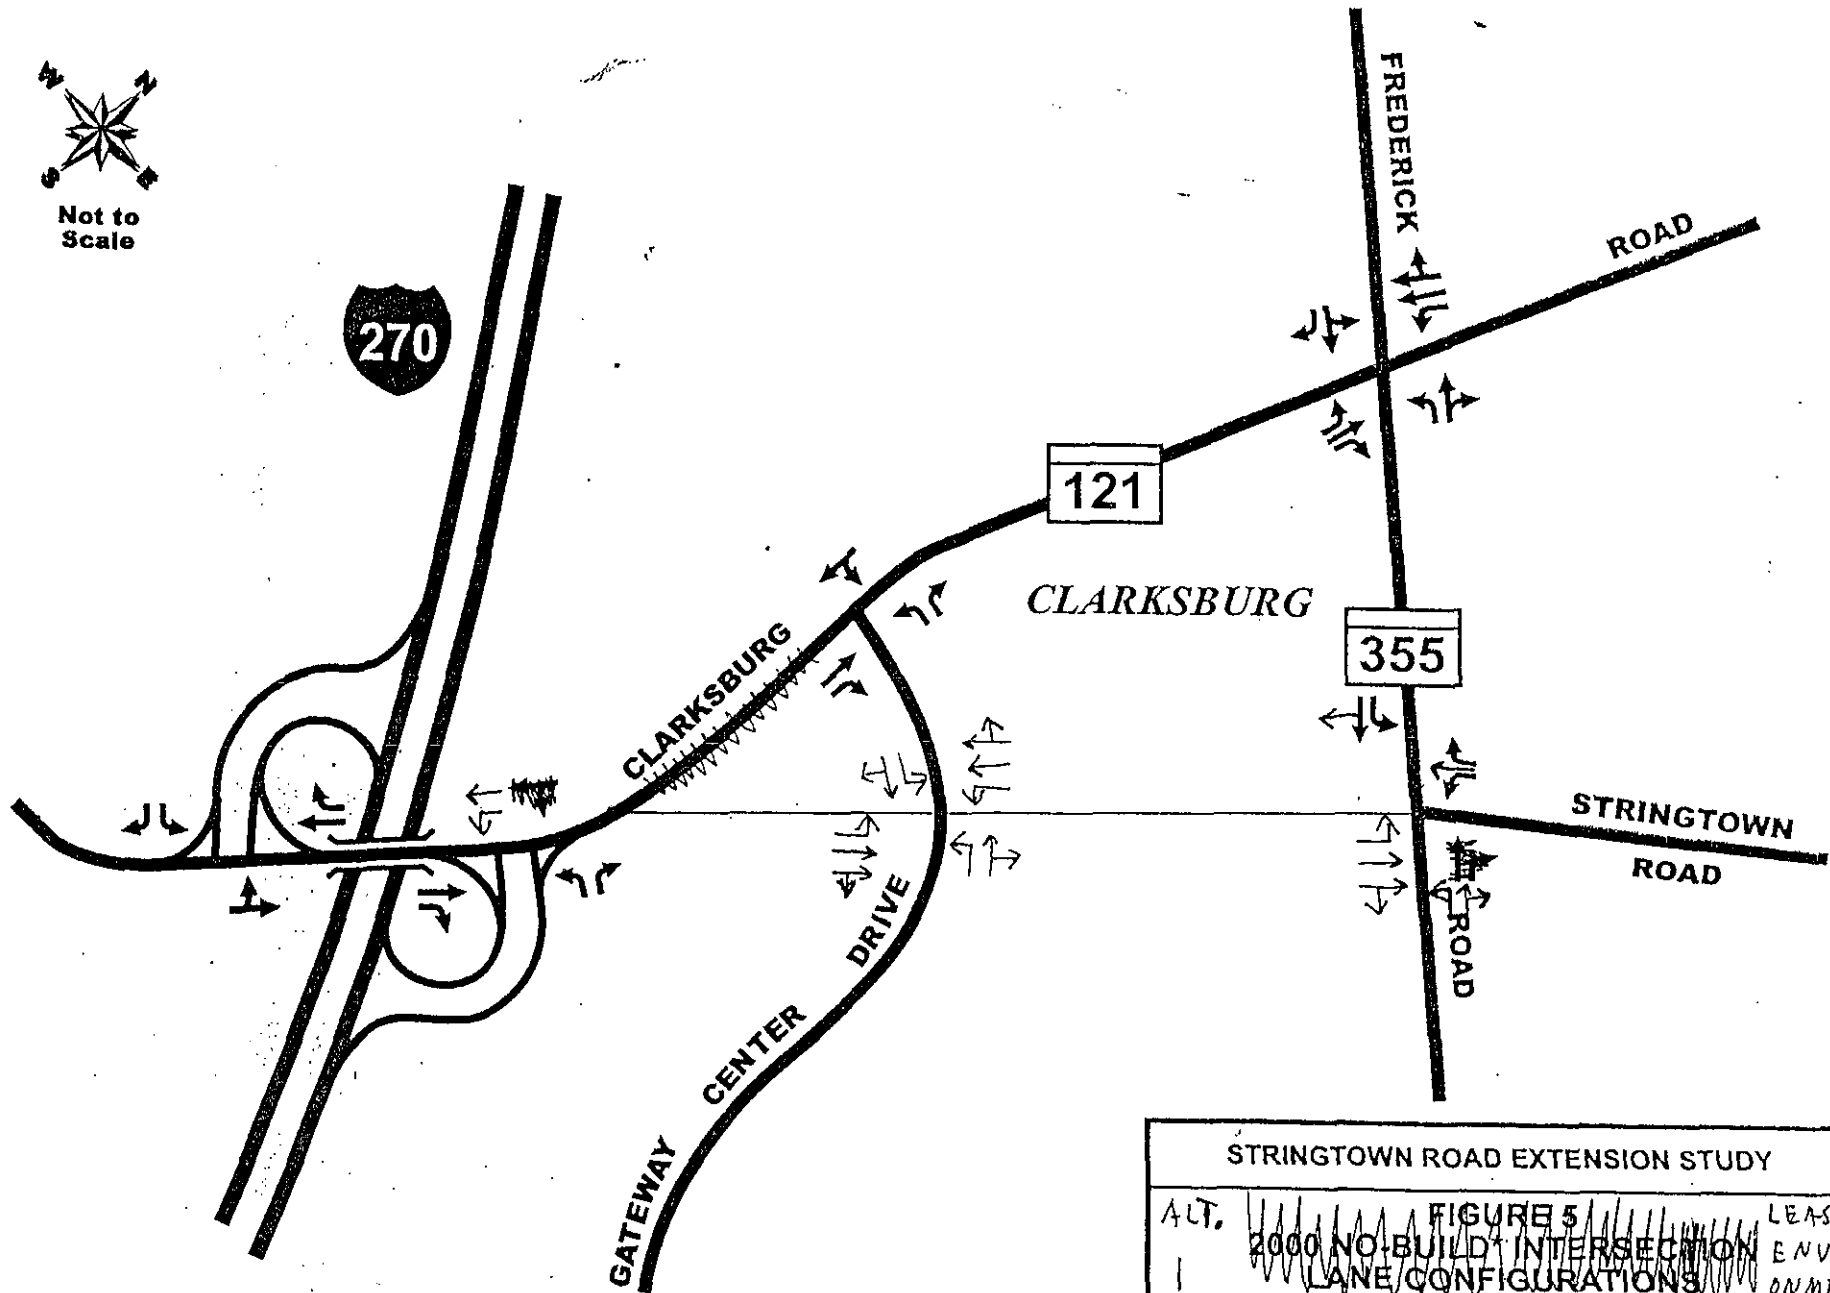 N
N
S
E
Not to
Scale
270
FREDERICK
ROAD
121
CLARKSBURG
355
CLARKSBURG
STRINGTOWN
ROAD
ROAD
GATEWAY CENTER DRIVE
STRINGTOWN ROAD EXTENSION STUDY
ALT.
1
FIGURE 5
2000 NO-BUILD* INTERSECTION
LANE CONFIGURATIONS